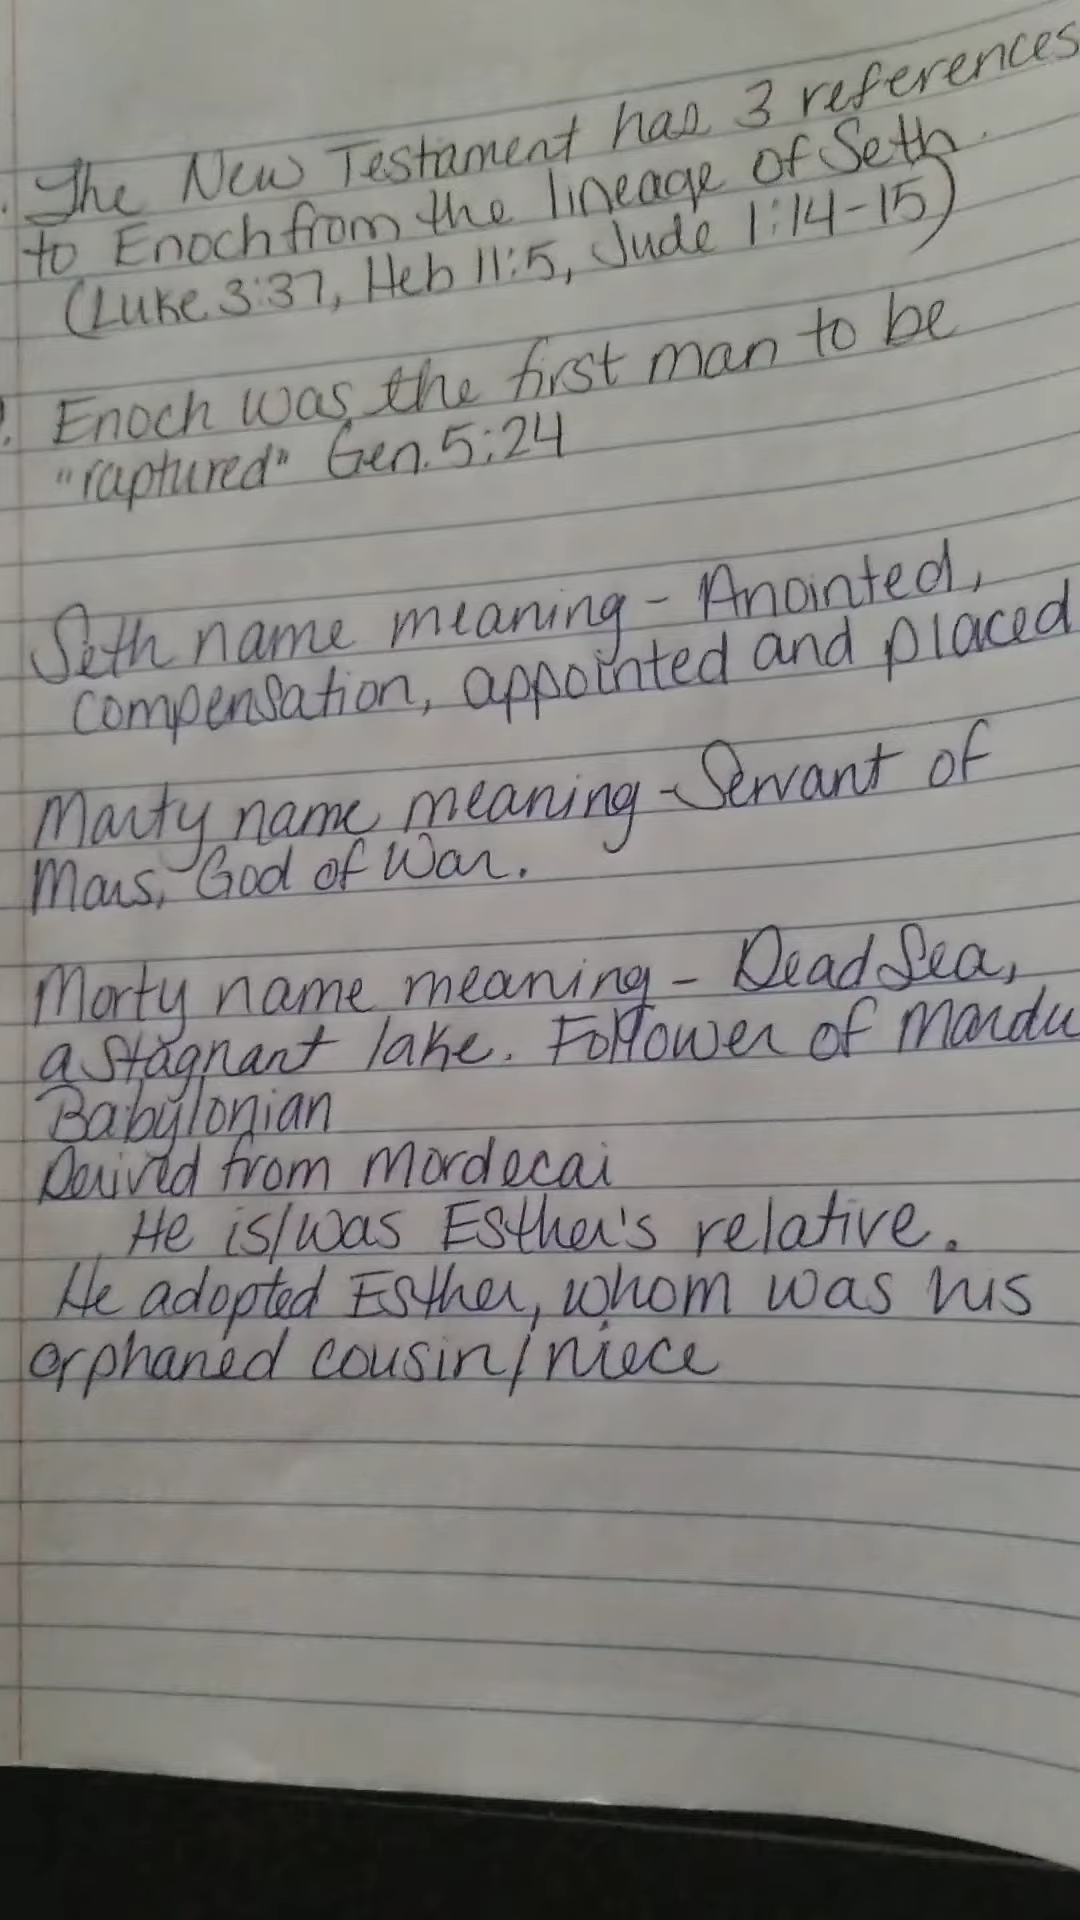 The New Testament has 3 references
to Enoch from the lineage of Seth.
(Luke 3:37, Heb 11:5, Jude 1:14-15)
Enoch was the first man to be
"raptured" Gen. 5:24
Seth name meaning - Anointed,
compensation, appointed and placed
Marty name meaning - Servant of
Mars, God of War.
Morty name meaning - Dead Sea,
a stagnant lake. Follower of Mardu
Babylonian
Derived from Mordecai
He is/was Esther's relative.
He adopted Esther, whom was his
orphaned cousin/niece